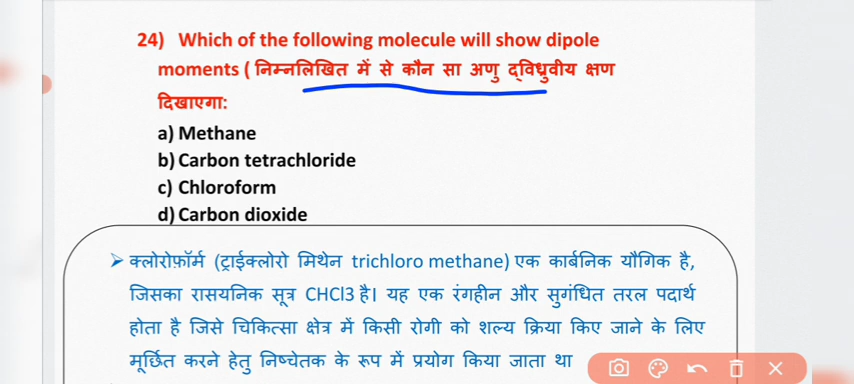 24) Which of the following molecule will show dipole
moments ( निम्नलिखित में से कौन सा अणु द्विध्रुवीय क्षण
दिखाएगा:
a) Methane
b) Carbon tetrachloride
c) Chloroform
d) Carbon dioxide
➢ क्लोरोफ़ॉर्म (ट्राईक्लोरो मिथेन trichloro methane) एक कार्बनिक यौगिक है,
जिसका रासयनिक सूत्र CHCl3 है। यह एक रंगहीन और सुगंधित तरल पदार्थ
होता है जिसे चिकित्सा क्षेत्र में किसी रोगी को शल्य क्रिया किए जाने के लिए
मूर्छित करने हेतु निष्चेतक के रूप में प्रयोग किया जाता था